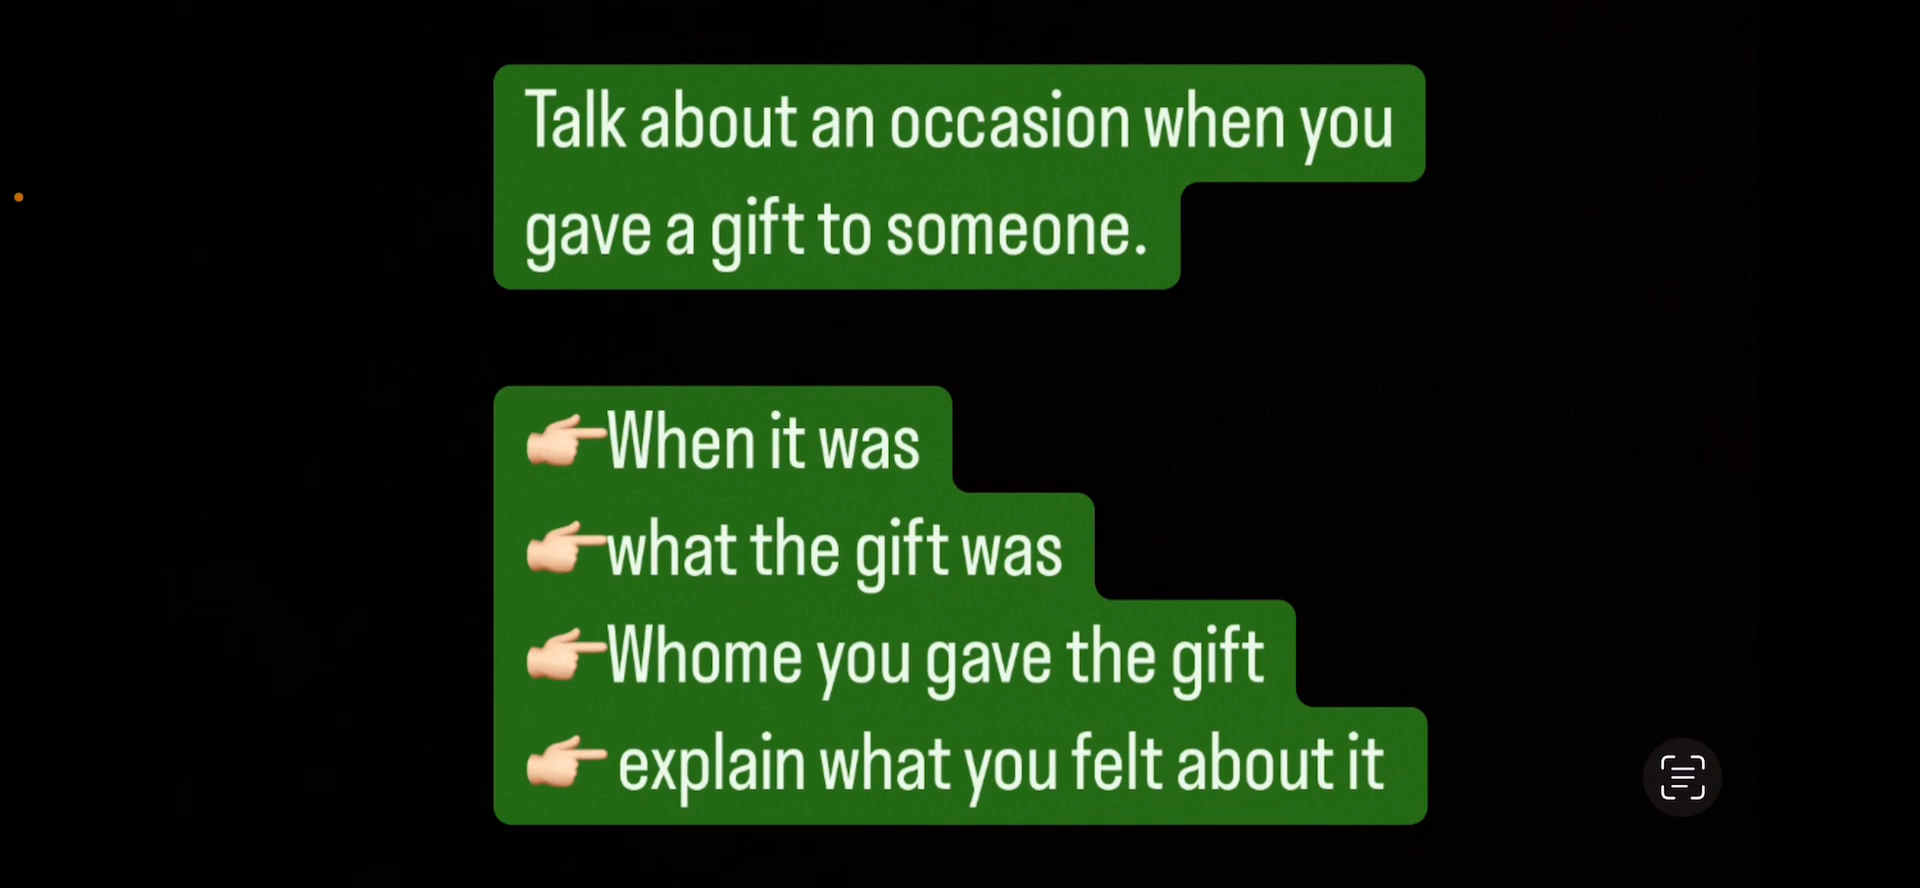 Talk about an occasion when you
gave a gift to someone.
👉🏻When it was
👉🏻what the gift was
👉🏻Whome you gave the gift
👉🏻 explain what you felt about it